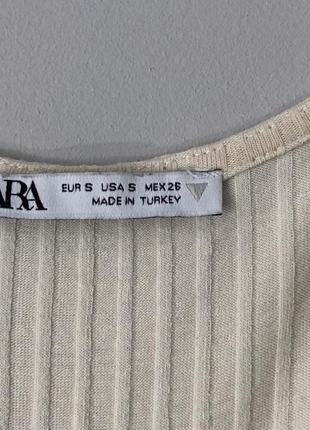 ARA
EUR S USA S MEX 26
MADE IN TURKEY